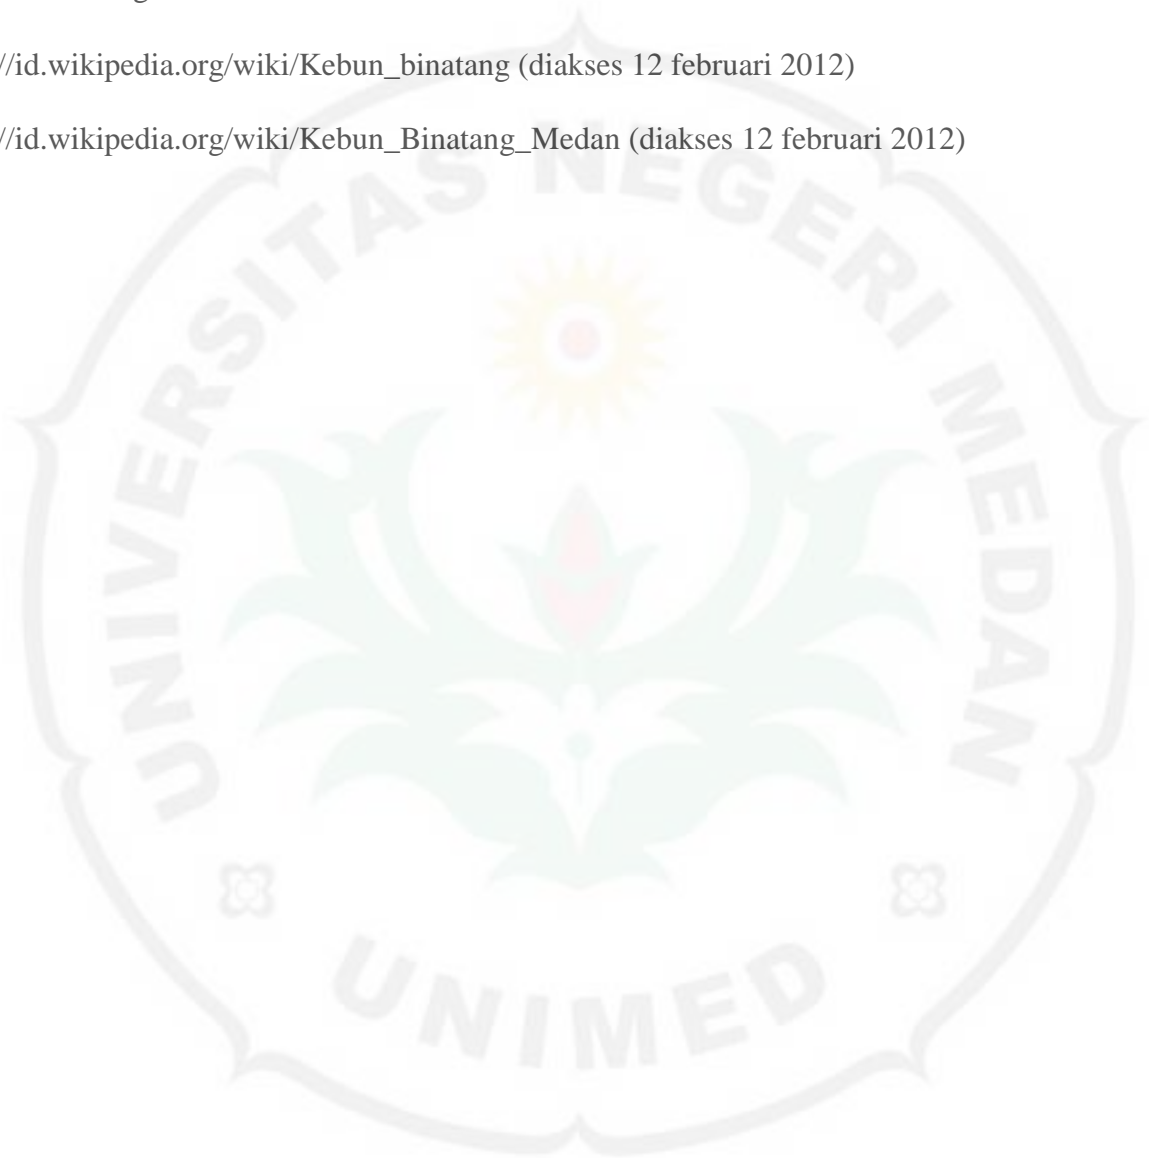 //id.wikipedia.org/wiki/Kebun_binatang (diakses 12 februari 2012)
//id.wikipedia.org/wiki/Kebun_Binatang_Medan (diakses 12 februari 2012)
UNIVERSITAS NEGERI MEDAN
UNIMED